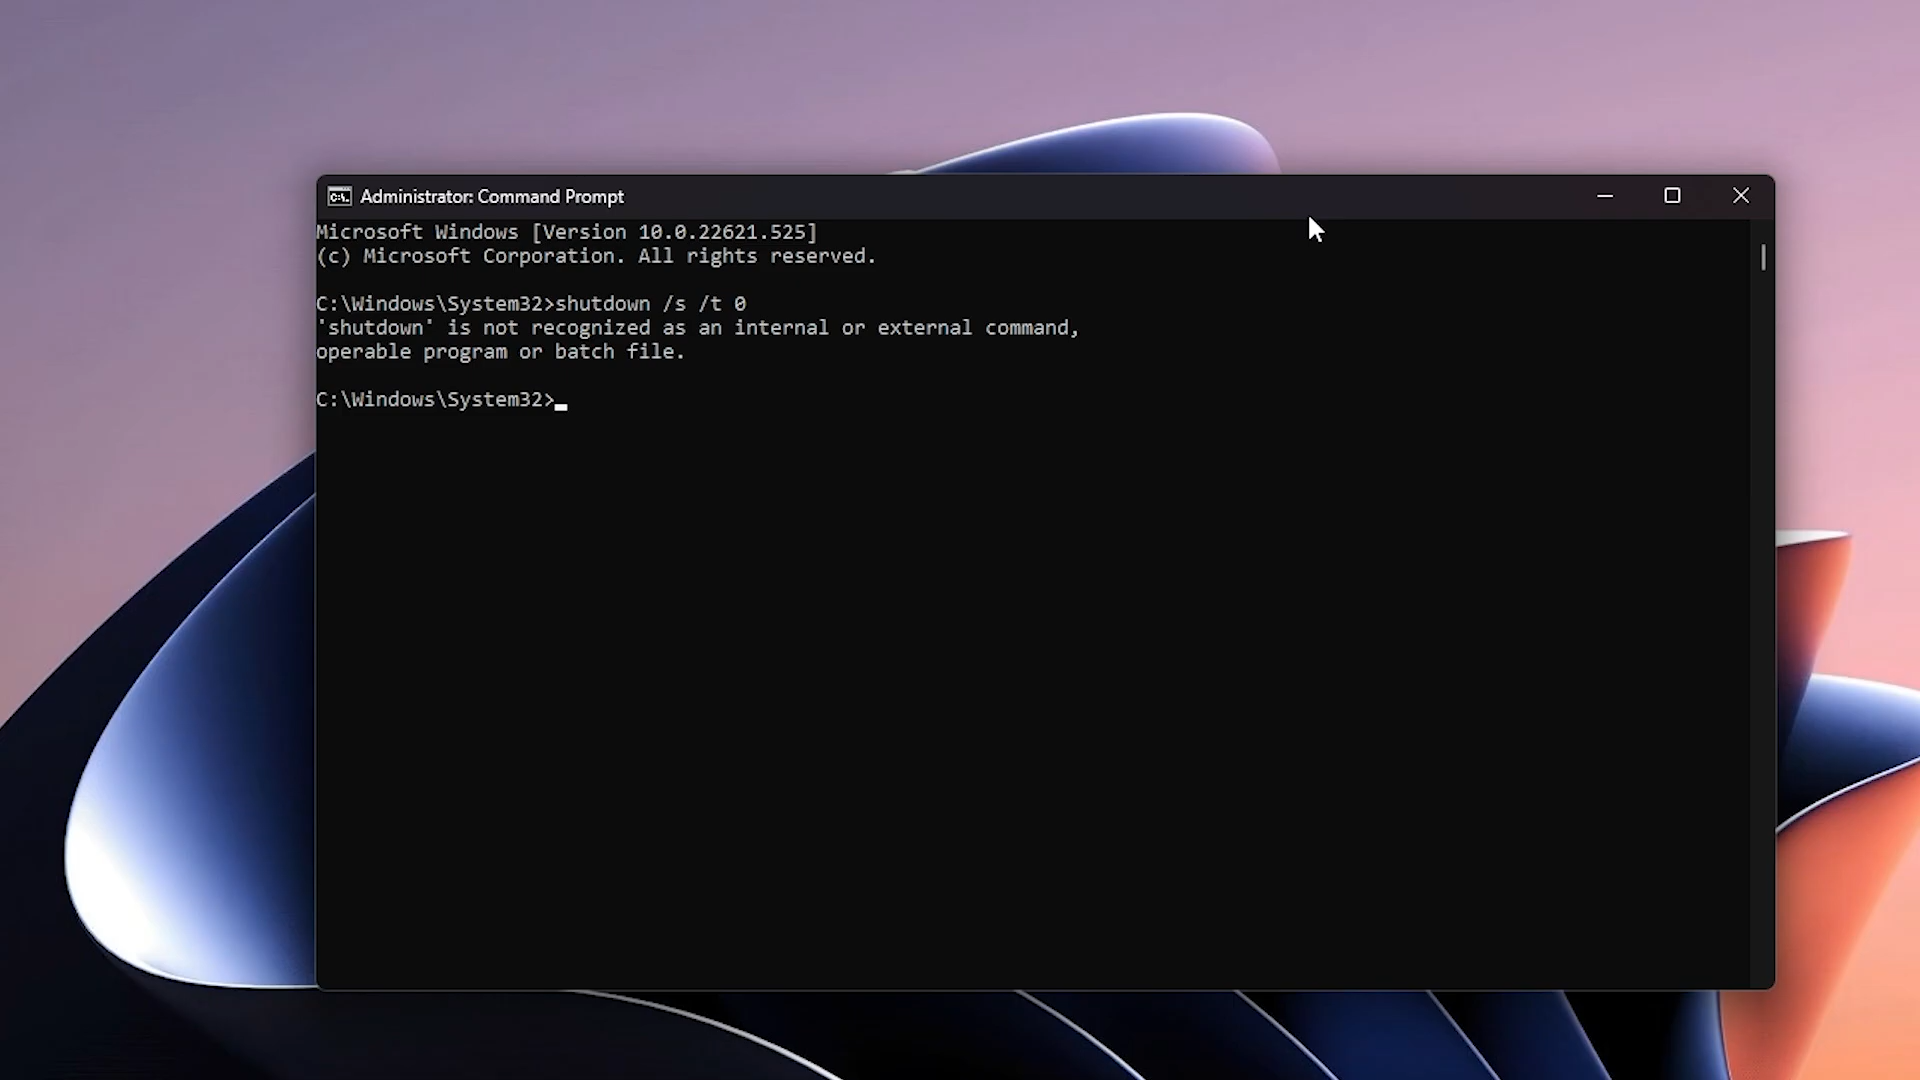 Administrator: Command Prompt
Microsoft Windows [Version 10.0.22621.525]
(c) Microsoft Corporation. All rights reserved.
C:\Windows\System32>shutdown /s /t 0
'shutdown' is not recognized as an internal or external command,
operable program or batch file.
C:\Windows\System32>